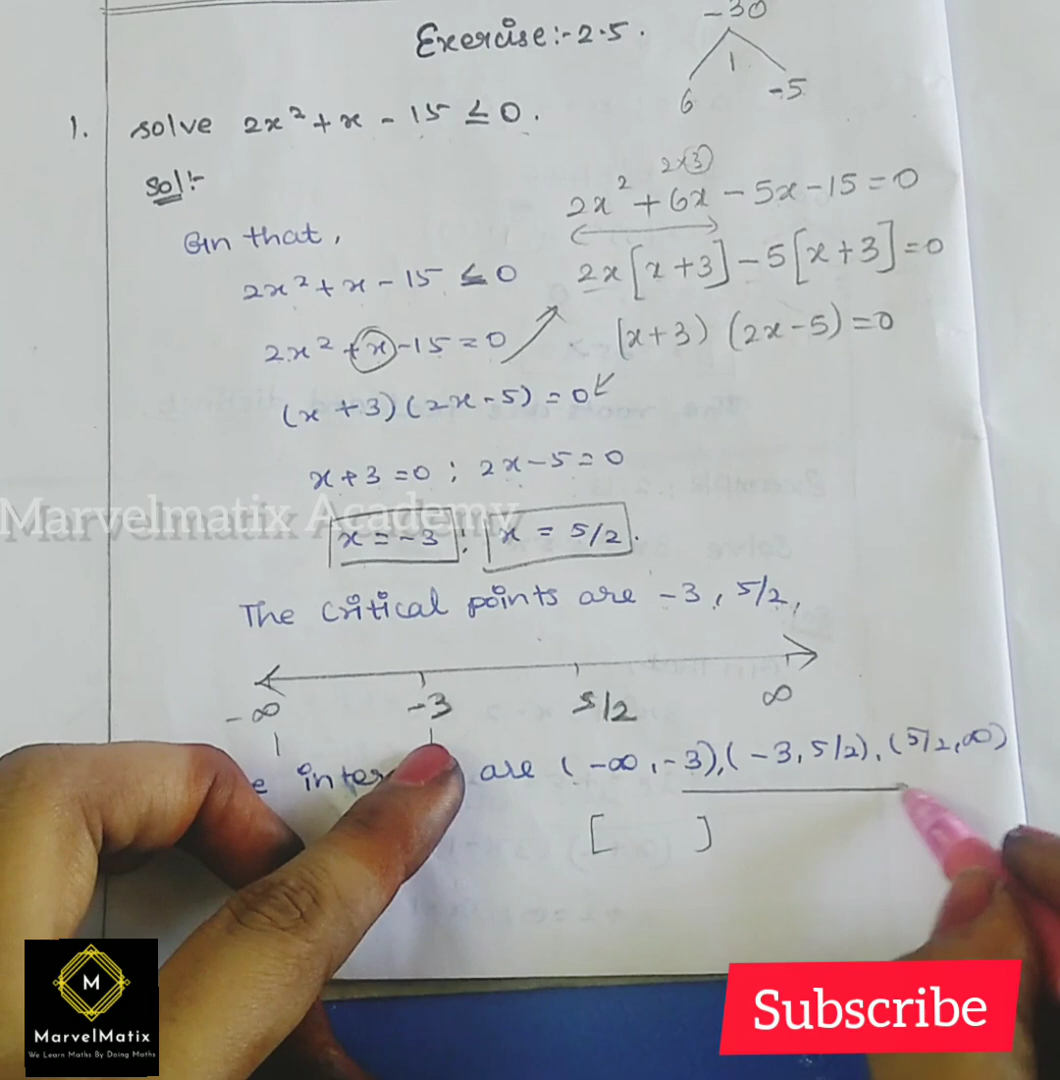 Exercise:-2.5.
-30
1
6 -5
1. solve 2x² + x - 15 ≤ 0.
Sol:-
Gn that,
2x² + x - 15 ≤ 0
2x² + x - 15 = 0
(x + 3) (2x - 5) = 0
x + 3 = 0 ; 2x - 5 = 0
x = -3 ; x = 5/2.
2x3
2x² + 6x - 5x - 15 = 0
2x [x + 3] - 5 [x + 3] = 0
(x + 3) (2x - 5) = 0
Marvelmatix Academy
The critical points are -3, 5/2,
-∞ -3 5/2 ∞
are (-∞, -3), (-3, 5/2), (5/2, ∞)
[ ]
M
MarvelMatix
We Learn Maths By Doing Maths
Subscribe